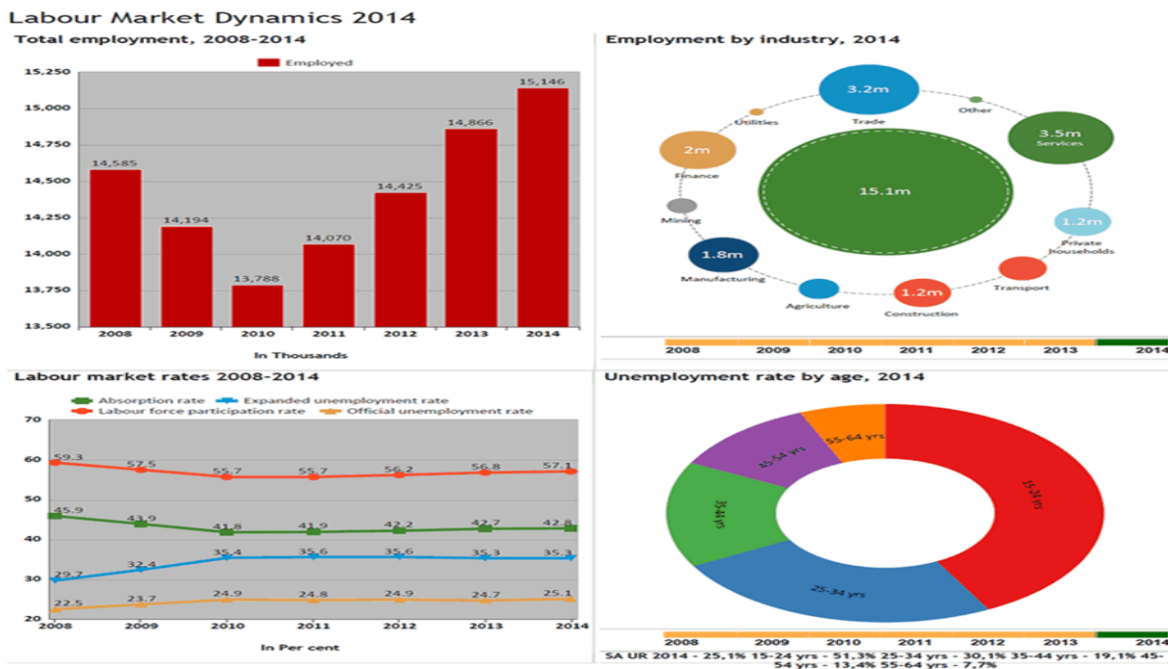 Labour Market Dynamics 2014
Total employment, 2008-2014
Employed
15,250
15,000
14,750
14,500
14,250
14,000
13,750
13,500
14,585
14,194
13,788
14,070
14,425
14,866
15,146
2008 2009 2010 2011 2012 2013 2014
In Thousands
Employment by industry, 2014
3.2m
Trade
Other
Utilities
3.5m
Services
2m
Finance
15.1m
Mining
1.2m
Private
households
1.8m
Manufacturing
Transport
Agriculture
1.2m
Construction
2008 2009 2010 2011 2012 2013 2014
Labour market rates 2008-2014
Absorption rate Expanded unemployment rate
Labour force participation rate Official unemployment rate
70
60
50
40
30
20
59.3 57.5 55.7 55.7 56.2 56.8 57.1
45.9 43.9 41.8 41.9 42.2 42.7 42.8
29.7 32.4 35.4 35.6 35.6 35.3 35.3
22.5 23.7 24.9 24.8 24.9 24.7 25.1
2008 2009 2010 2011 2012 2013 2014
In Per cent
Unemployment rate by age, 2014
55-64 yrs
45-54 yrs
15-24 yrs
35-44 yrs
25-34 yrs
2008 2009 2010 2011 2012 2013 2014
SA UR 2014 - 25,1% 15-24 yrs - 51,3% 25-34 yrs - 30,1% 35-44 yrs - 19,1% 45-
54 yrs - 13,4% 55-64 yrs - 7,7%